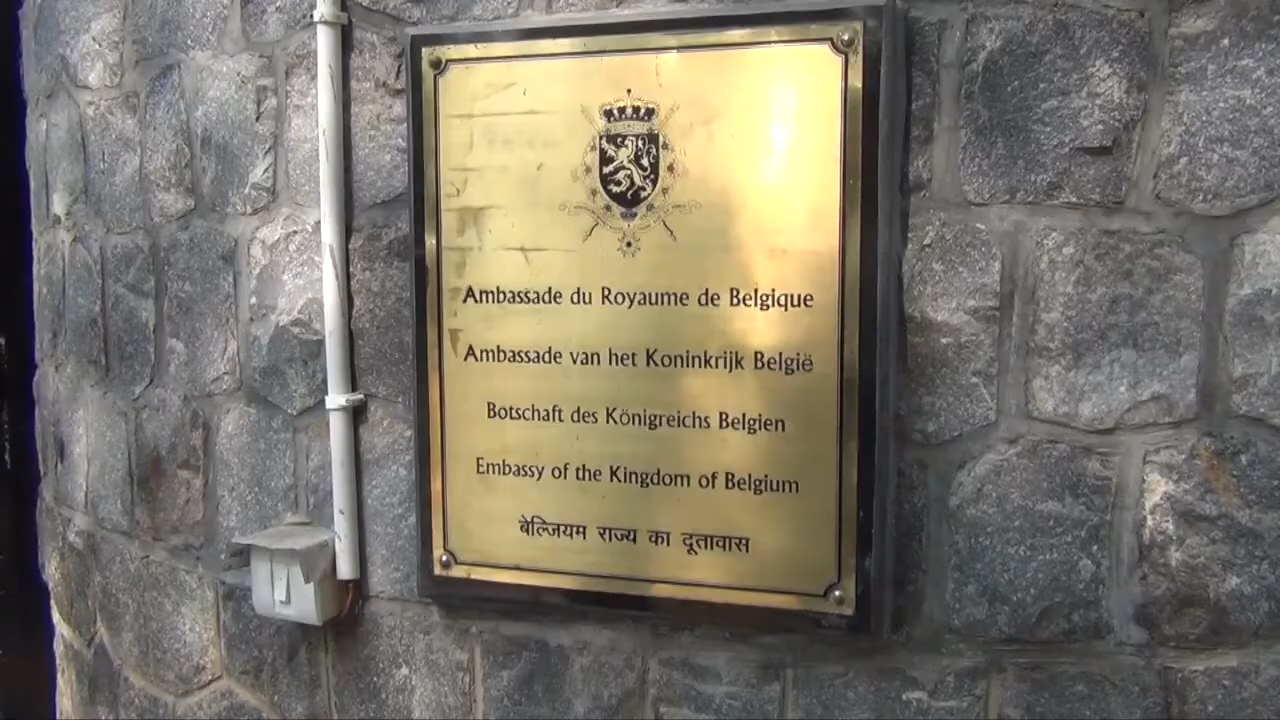 Ambassade du Royaume de Belgique
Ambassade van het Koninkrijk België
Botschaft des Königreichs Belgien
Embassy of the Kingdom of Belgium
बेल्जियम राज्य का दूतावास